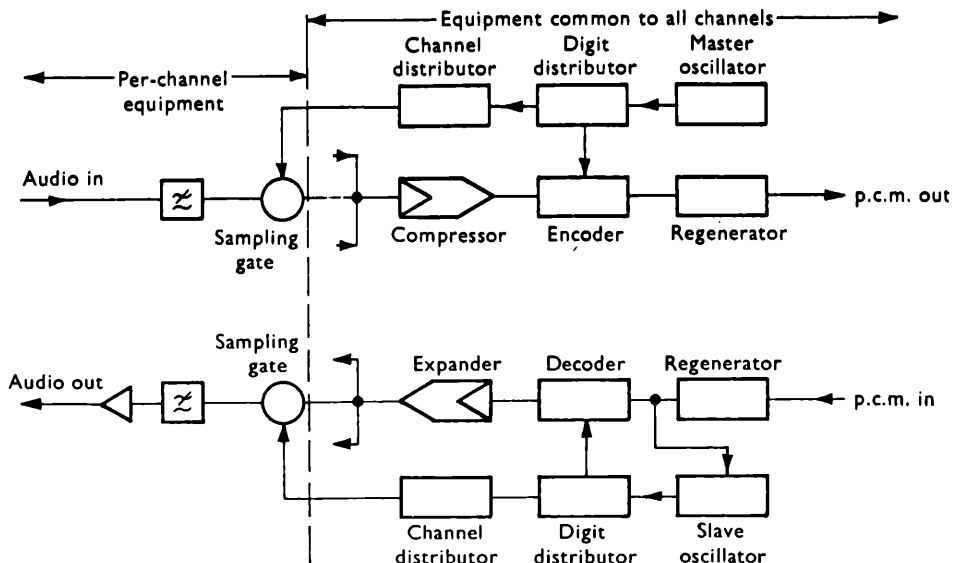 Equipment common to all channels
Per-channel
equipment
Channel
distributor
Digit
distributor
Master
oscillator
Audio in
Sampling
gate
Compressor
Encoder
Regenerator
p.c.m. out
Sampling
gate
Audio out
Expander
Decoder
Regenerator
p.c.m. in
Channel
distributor
Digit
distributor
Slave
oscillator